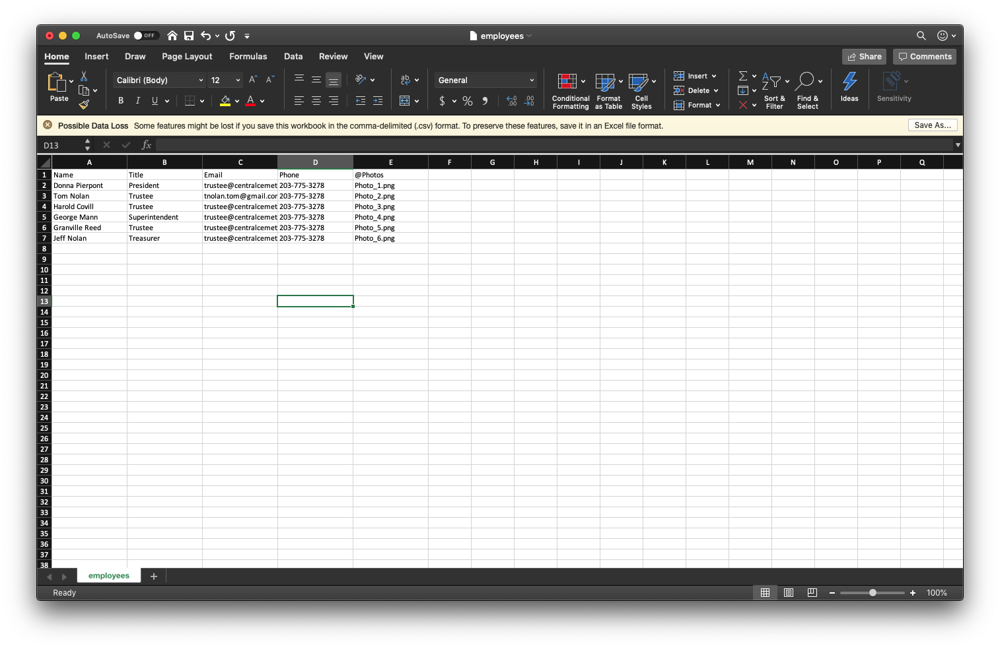 AutoSave OFF employees
Home Insert Draw Page Layout Formulas Data Review View Share Comments
Paste Calibri (Body) 12 A A ab General Conditional Formatting Format as Table Cell Styles Insert Delete Format Sort & Filter Find & Select Ideas Sensitivity
B I U A $ % 9
Possible Data Loss Some features might be lost if you save this workbook in the comma-delimited (.csv) format. To preserve these features, save it in an Excel file format. Save As...
D13 fx
A B C D E F G H I J K L M N O P Q
1 Name Title Email Phone @Photos
2 Donna Pierpont President trustee@centralcemet 203-775-3278 Photo_1.png
3 Tom Nolan Trustee tnolan.tom@gmail.cor 203-775-3278 Photo_2.png
4 Harold Covill Trustee trustee@centralcemet 203-775-3278 Photo_3.png
5 George Mann Superintendent trustee@centralcemet 203-775-3278 Photo_4.png
6 Granville Reed Trustee trustee@centralcemet 203-775-3278 Photo_5.png
7 Jeff Nolan Treasurer trustee@centralcemet 203-775-3278 Photo_6.png
8
9
10
11
12
13
14
15
16
17
18
19
20
21
22
23
24
25
26
27
28
29
30
31
32
33
34
35
36
37
38
employees +
Ready 100%